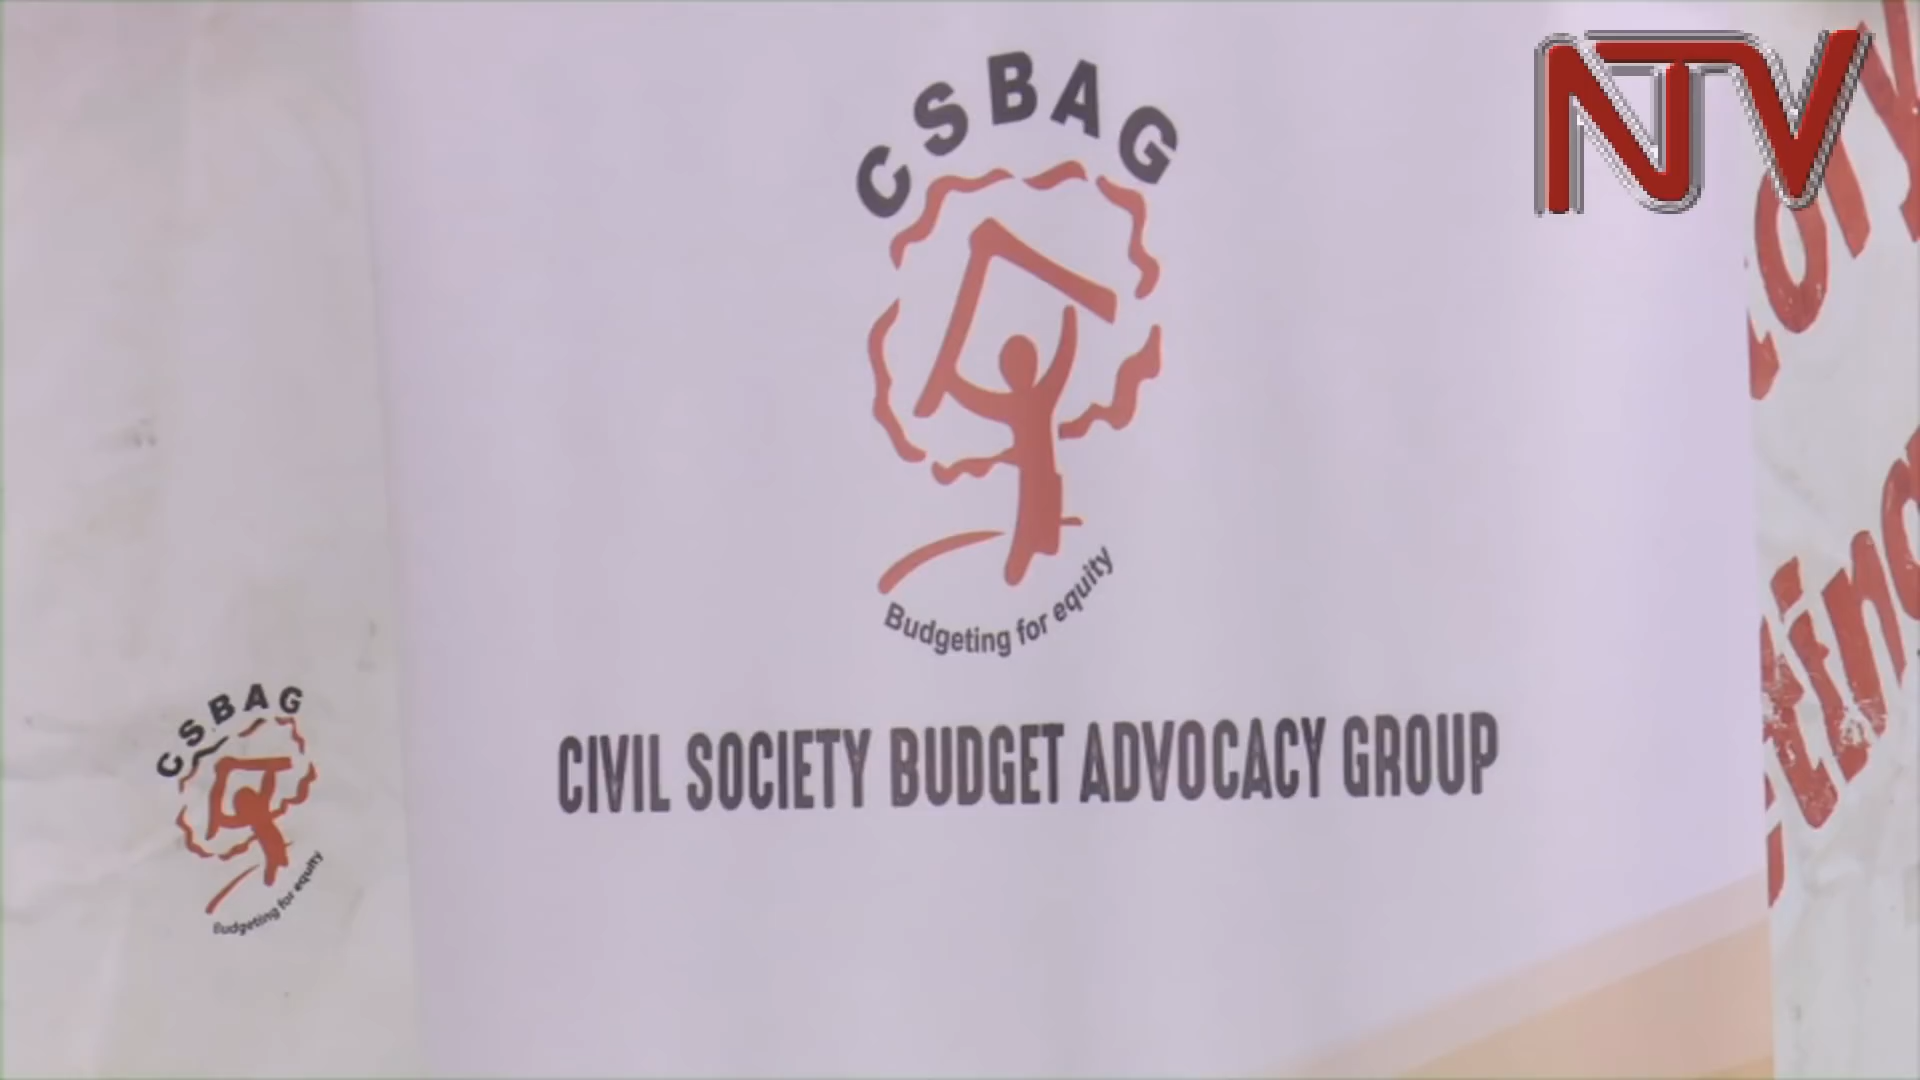 NTV
CSBAG
Budgeting for equity
CIVIL SOCIETY BUDGET ADVOCACY GROUP
CSBAG
Budgeting for equity